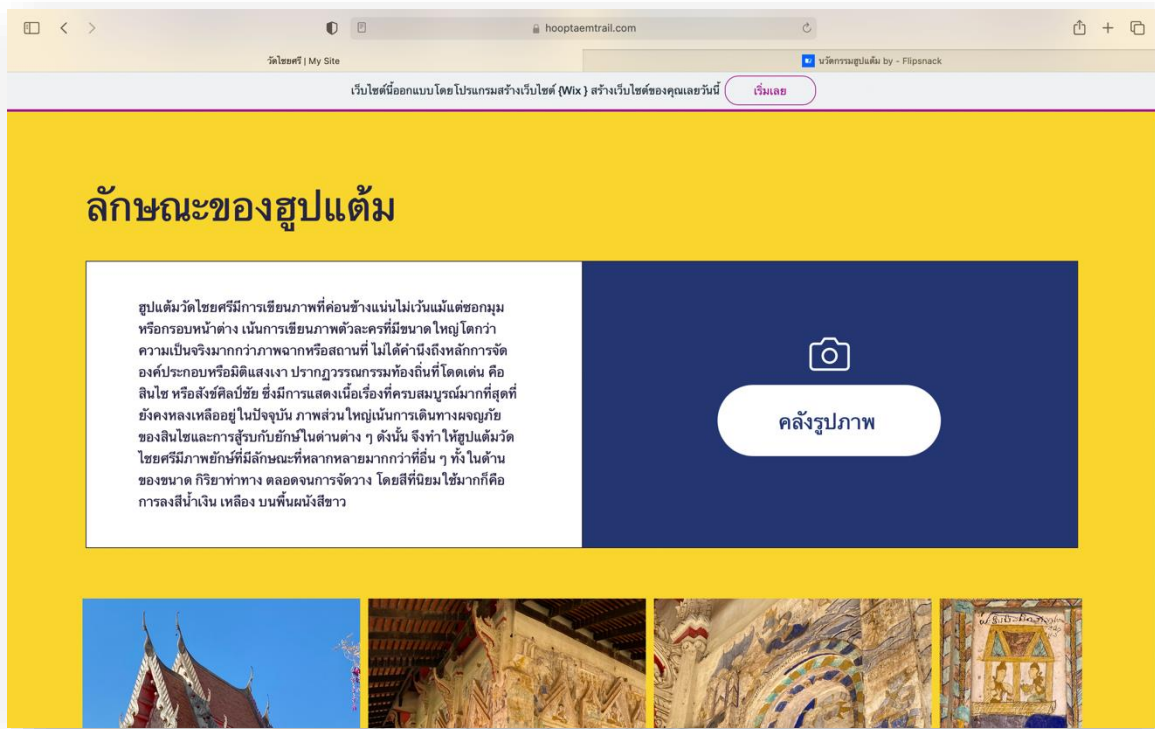 hooptaemtrail.com
วัดไชยศรี | My Site
นวัตกรรมฮูปแต้ม by - Flipsnack
เว็บไซต์นี้ออกแบบโดยโปรแกรมสร้างเว็บไซต์ {Wix } สร้างเว็บไซต์ของคุณเลยวันนี้ เริ่มเลย
ลักษณะของฮูปแต้ม
ฮูปแต้มวัดไชยศรีมีการเขียนภาพที่ค่อนข้างแน่นไม่เว้นแม้แต่ซอกมุม
หรือกรอบหน้าต่าง เน้นการเขียนภาพตัวละครที่มีขนาดใหญ่โตกว่า
ความเป็นจริงมากกว่าภาพฉากหรือสถานที่ ไม่ได้คำนึงถึงหลักการจัด
องค์ประกอบหรือมิติแสงเงา ปรากฏวรรณกรรมท้องถิ่นที่โดดเด่น คือ
สินไซ หรือสังข์ศิลป์ชัย ซึ่งมีการแสดงเนื้อเรื่องที่ครบสมบูรณ์มากที่สุดที่
ยังคงหลงเหลืออยู่ในปัจจุบัน ภาพส่วนใหญ่เน้นการเดินทางผจญภัย
ของสินไซและการสู้รบกับยักษ์ในด่านต่าง ๆ ดังนั้น จึงทำให้ฮูปแต้มวัด
ไชยศรีมีภาพยักษ์ที่มีลักษณะที่หลากหลายมากกว่าที่อื่น ๆ ทั้งในด้าน
ของขนาด กิริยาท่าทาง ตลอดจนการจัดวาง โดยสีที่นิยมใช้มากก็คือ
การลงสีน้ำเงิน เหลือง บนพื้นผนังสีขาว
คลังรูปภาพ